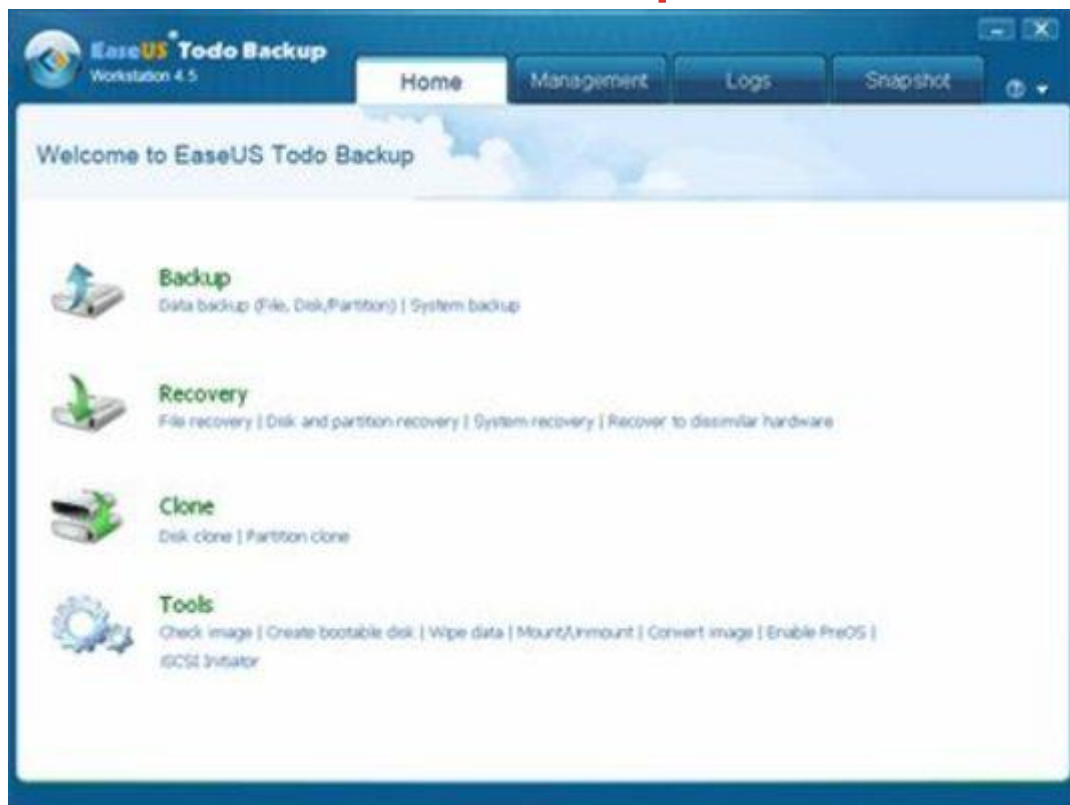 EaseUS Todo Backup
Workstation 4.5
Home Management Logs Snapshot
Welcome to EaseUS Todo Backup
Backup
Data backup (File, Disk/Partition) | System backup
Recovery
File recovery | Disk and partition recovery | System recovery | Recover to dissimilar hardware
Clone
Disk clone | Partition clone
Tools
Check image | Create bootable disk | Wipe data | Mount/Unmount | Convert image | Enable PreOS |
iSCSI Initiator